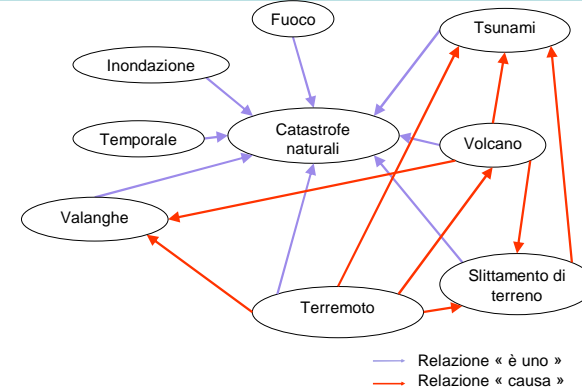 Fuoco
Tsunami
Inondazione
Catastrofe
naturali
Temporale
Volcano
Valanghe
Slittamento di
terreno
Terremoto
Relazione « è uno »
Relazione « causa »